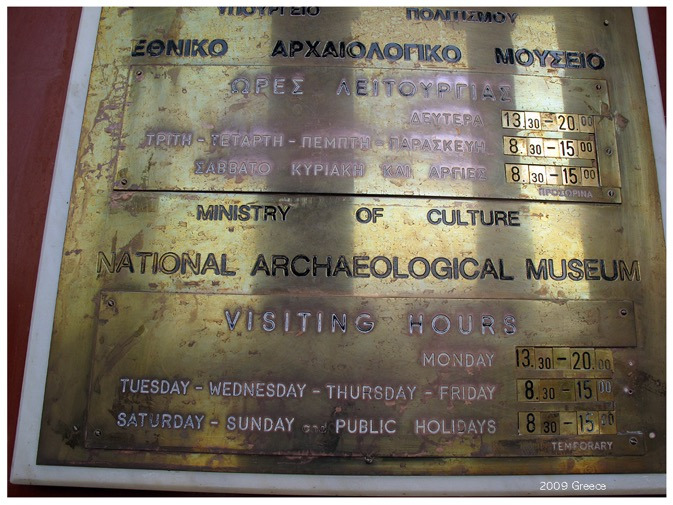 ΥΠΟΥΡΓΕΙΟ ΠΟΛΙΤΙΣΜΟΥ
ΕΘΝΙΚΟ ΑΡΧΑΙΟΛΟΓΙΚΟ ΜΟΥΣΕΙΟ
ΩΡΕΣ ΛΕΙΤΟΥΡΓΙΑΣ
ΔΕΥΤΕΡΑ 13.30-20.00
ΤΡΙΤΗ-ΤΕΤΑΡΤΗ-ΠΕΜΠΤΗ-ΠΑΡΑΣΚΕΥΗ 8.30-15.00
ΣΑΒΒΑΤΟ ΚΥΡΙΑΚΗ ΚΑΙ ΑΡΓΙΕΣ 8.30-15.00
ΠΡΟΣΩΡΙΝΑ
MINISTRY OF CULTURE
NATIONAL ARCHAEOLOGICAL MUSEUM
VISITING HOURS
MONDAY 13.30-20.00
TUESDAY-WEDNESDAY-THURSDAY-FRIDAY 8.30-15.00
SATURDAY-SUNDAY and PUBLIC HOLIDAYS 8 30-15
TEMPORARY
2009 Greece